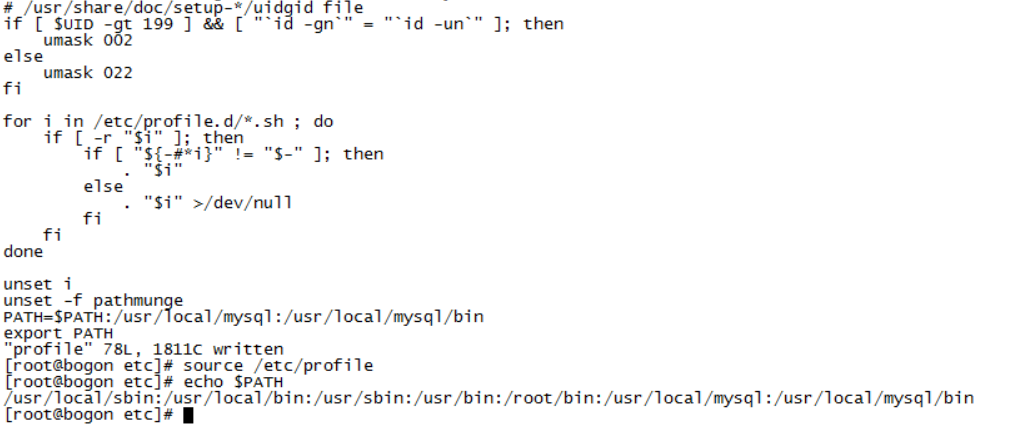 # /usr/share/doc/setup-*/uidgid file
if [ $UID -gt 199 ] && [ "`id -gn`" = "`id -un`" ]; then
    umask 002
else
    umask 022
fi

for i in /etc/profile.d/*.sh ; do
    if [ -r "$i" ]; then
        if [ "${-#*i}" != "$-" ]; then
            . "$i"
        else
            . "$i" >/dev/null
        fi
    fi
done

unset i
unset -f pathmunge
PATH=$PATH:/usr/local/mysql:/usr/local/mysql/bin
export PATH
"profile" 78L, 1811C written
[root@bogon etc]# source /etc/profile
[root@bogon etc]# echo $PATH
/usr/local/sbin:/usr/local/bin:/usr/sbin:/usr/bin:/root/bin:/usr/local/mysql:/usr/local/mysql/bin
[root@bogon etc]#